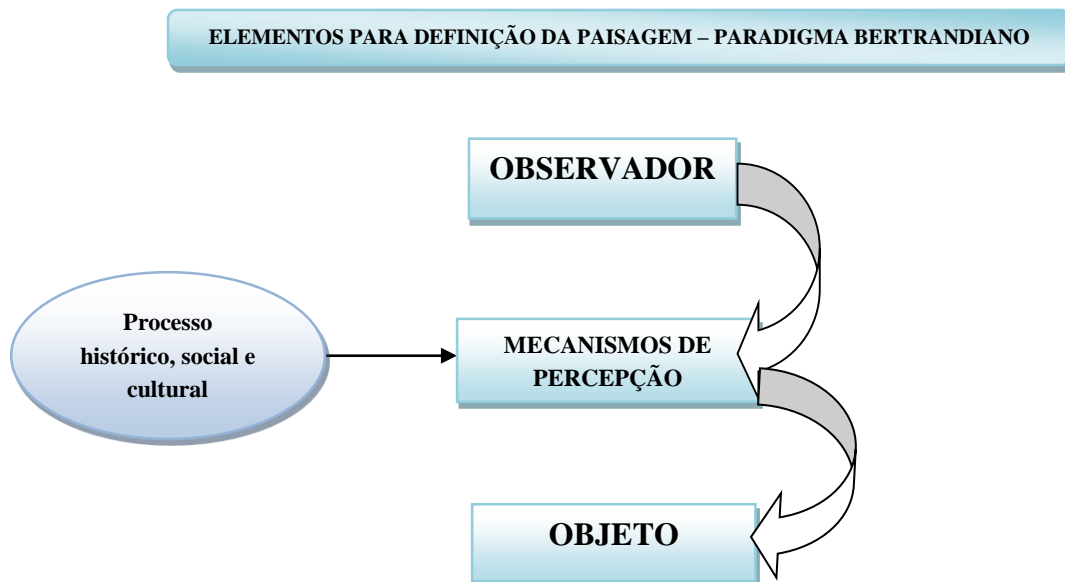 ELEMENTOS PARA DEFINIÇÃO DA PAISAGEM – PARADIGMA BERTRANDIANO
OBSERVADOR
Processo
histórico, social e
cultural
MECANISMOS DE
PERCEPÇÃO
OBJETO